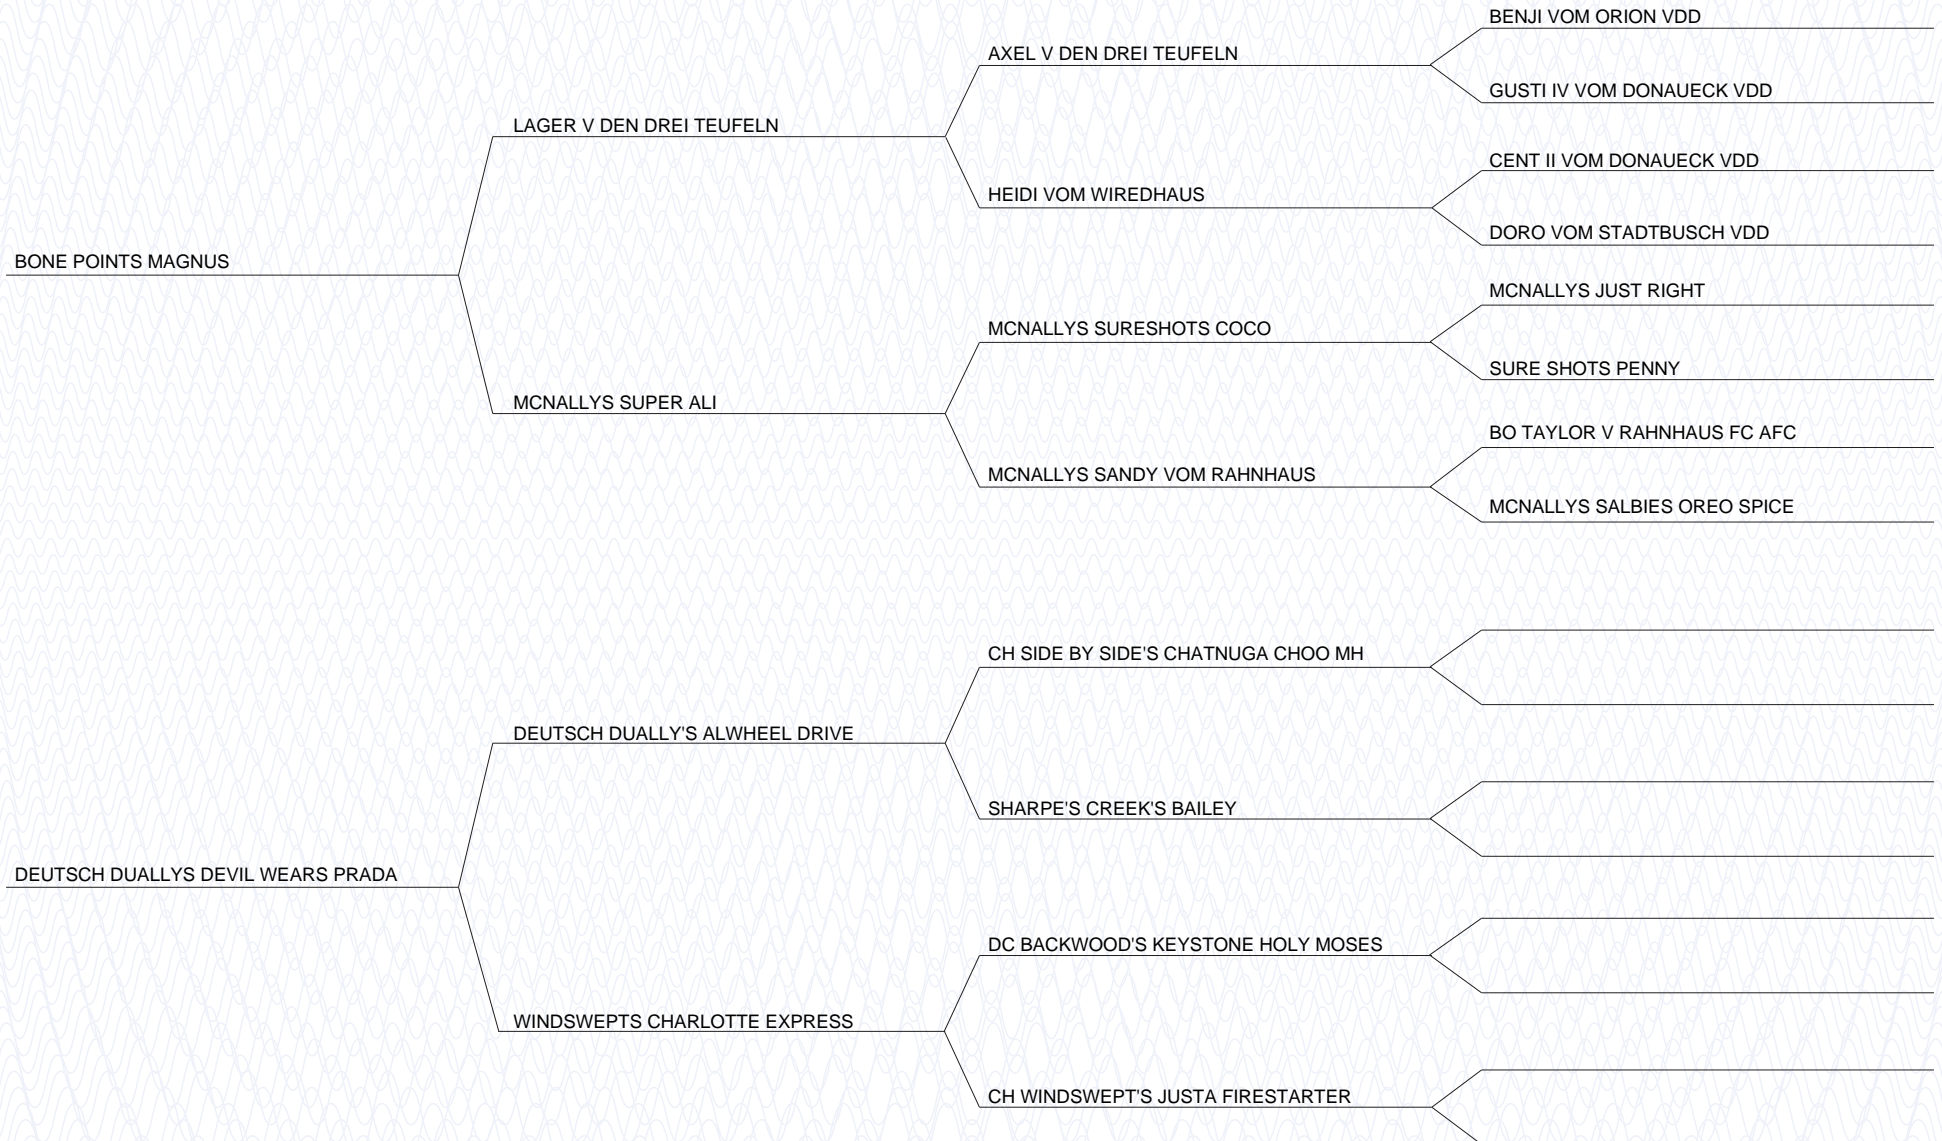 BENJI VOM ORION VDD
AXEL V DEN DREI TEUFELN
GUSTI IV VOM DONAUECK VDD
LAGER V DEN DREI TEUFELN
CENT II VOM DONAUECK VDD
HEIDI VOM WIREDHAUS
DORO VOM STADTBUSCH VDD
BONE POINTS MAGNUS
MCNALLYS JUST RIGHT
MCNALLYS SURESHOTS COCO
SURE SHOTS PENNY
MCNALLYS SUPER ALI
BO TAYLOR V RAHNHAUS FC AFC
MCNALLYS SANDY VOM RAHNHAUS
MCNALLYS SALBIES OREO SPICE
CH SIDE BY SIDE'S CHATNUGA CHOO MH
DEUTSCH DUALLY'S ALWHEEL DRIVE
SHARPE'S CREEK'S BAILEY
DEUTSCH DUALLYS DEVIL WEARS PRADA
DC BACKWOOD'S KEYSTONE HOLY MOSES
WINDSWEPTS CHARLOTTE EXPRESS
CH WINDSWEPT'S JUSTA FIRESTARTER